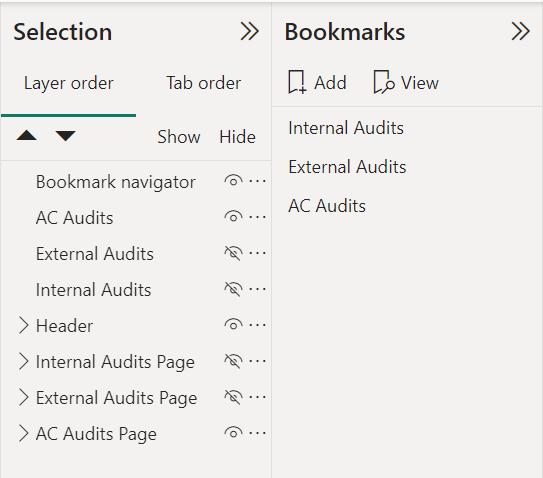 Selection
Layer order Tab order
Show Hide
Bookmark navigator
AC Audits
External Audits
Internal Audits
Header
Internal Audits Page
External Audits Page
AC Audits Page
Bookmarks
Add View
Internal Audits
External Audits
AC Audits